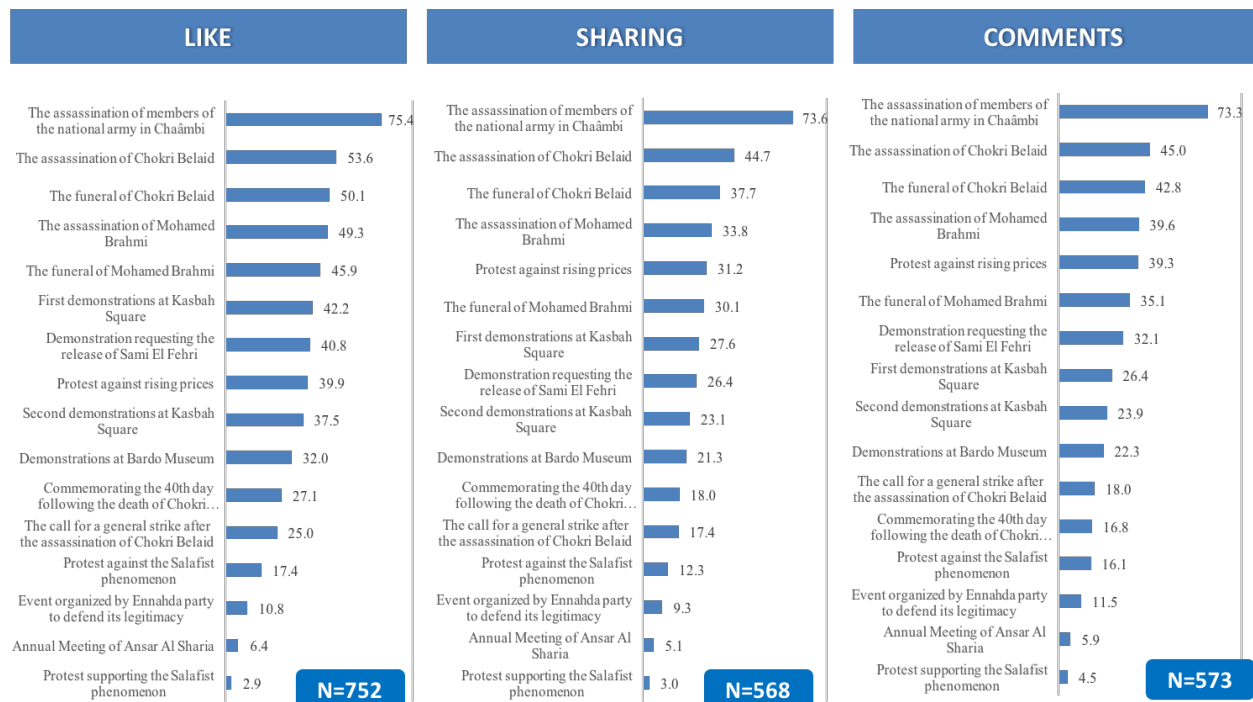 LIKE
The assassination of members of
the national army in Chaâmbi
75.4
The assassination of Chokri Belaid
53.6
The funeral of Chokri Belaid
50.1
The assassination of Mohamed
Brahmi
49.3
The funeral of Mohamed Brahmi
45.9
First demonstrations at Kasbah
Square
42.2
Demonstration requesting the
release of Sami El Fehri
40.8
Protest against rising prices
39.9
Second demonstrations at Kasbah
Square
37.5
Demonstrations at Bardo Museum
32.0
Commemorating the 40th day
following the death of Chokri…
27.1
The call for a general strike after
the assassination of Chokri Belaid
25.0
Protest against the Salafist
phenomenon
17.4
Event organized by Ennahda party
to defend its legitimacy
10.8
Annual Meeting of Ansar Al Sharia
6.4
Protest supporting the Salafist
phenomenon
2.9
N=752
SHARING
The assassination of members of
the national army in Chaâmbi
73.6
The assassination of Chokri Belaid
44.7
The funeral of Chokri Belaid
37.7
The assassination of Mohamed
Brahmi
33.8
Protest against rising prices
31.2
The funeral of Mohamed Brahmi
30.1
First demonstrations at Kasbah
Square
27.6
Demonstration requesting the
release of Sami El Fehri
26.4
Second demonstrations at Kasbah
Square
23.1
Demonstrations at Bardo Museum
21.3
Commemorating the 40th day
following the death of Chokri…
18.0
The call for a general strike after
the assassination of Chokri Belaid
17.4
Protest against the Salafist
phenomenon
12.3
Event organized by Ennahda party
to defend its legitimacy
9.3
Annual Meeting of Ansar Al
Sharia
5.1
Protest supporting the Salafist
phenomenon
3.0
N=568
COMMENTS
The assassination of members of
the national army in Chaâmbi
73.3
The assassination of Chokri Belaid
45.0
The funeral of Chokri Belaid
42.8
The assassination of Mohamed
Brahmi
39.6
Protest against rising prices
39.3
The funeral of Mohamed Brahmi
35.1
Demonstration requesting the
release of Sami El Fehri
32.1
First demonstrations at Kasbah
Square
26.4
Second demonstrations at Kasbah
Square
23.9
Demonstrations at Bardo Museum
22.3
The call for a general strike after
the assassination of Chokri Belaid
18.0
Commemorating the 40th day
following the death of Chokri…
16.8
Protest against the Salafist
phenomenon
16.1
Event organized by Ennahda party
to defend its legitimacy
11.5
Annual Meeting of Ansar Al
Sharia
5.9
Protest supporting the Salafist
phenomenon
4.5
N=573